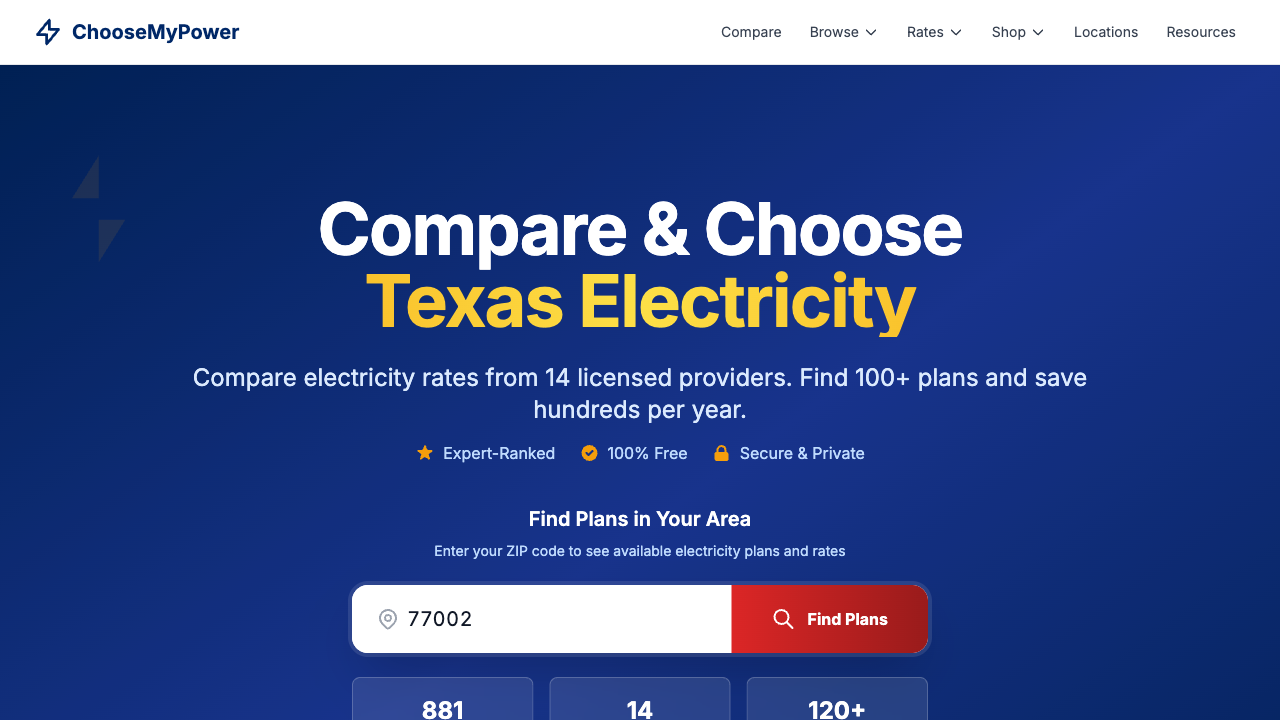 ChooseMyPower
Compare Browse Rates Shop Locations Resources
Compare & Choose
Texas Electricity
Compare electricity rates from 14 licensed providers. Find 100+ plans and save
hundreds per year.
Expert-Ranked 100% Free Secure & Private
Find Plans in Your Area
Enter your ZIP code to see available electricity plans and rates
77002 Find Plans
881 14 120+